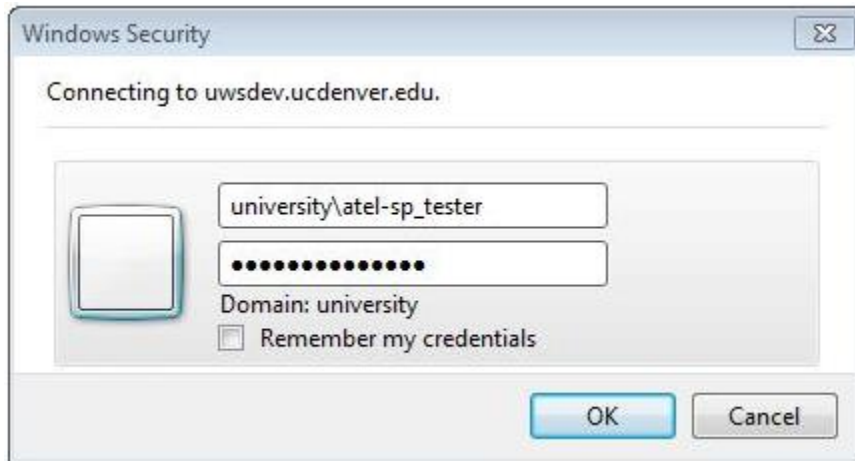 Windows Security
Connecting to uwsdev.ucdenver.edu.
university\atel-sp_tester
●●●●●●●●●●●●●●
Domain: university
Remember my credentials
OK Cancel